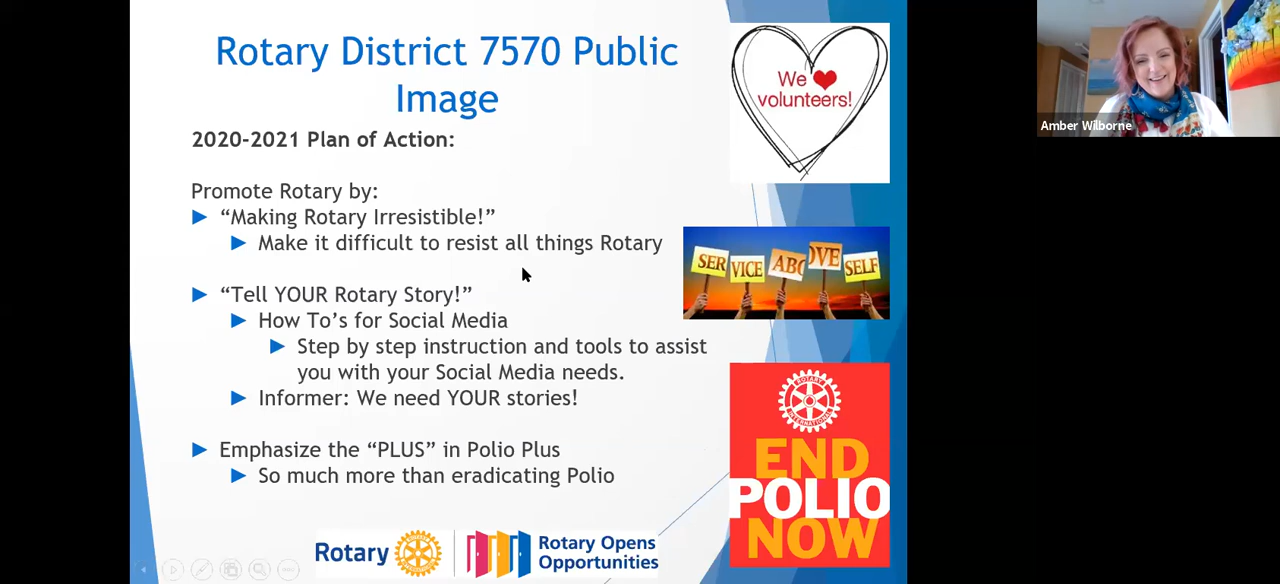 Rotary District 7570 Public
Image
2020-2021 Plan of Action:
Promote Rotary by:
“Making Rotary Irresistible!”
Make it difficult to resist all things Rotary
“Tell YOUR Rotary Story!”
How To’s for Social Media
Step by step instruction and tools to assist
you with your Social Media needs.
Informer: We need YOUR stories!
Emphasize the “PLUS” in Polio Plus
So much more than eradicating Polio
We
volunteers!
SER VICE ABO OVE SELF
ROTARY
INTERNATIONAL
END
POLIO
NOW
Rotary
Rotary Opens
Opportunities
Amber Wilborne